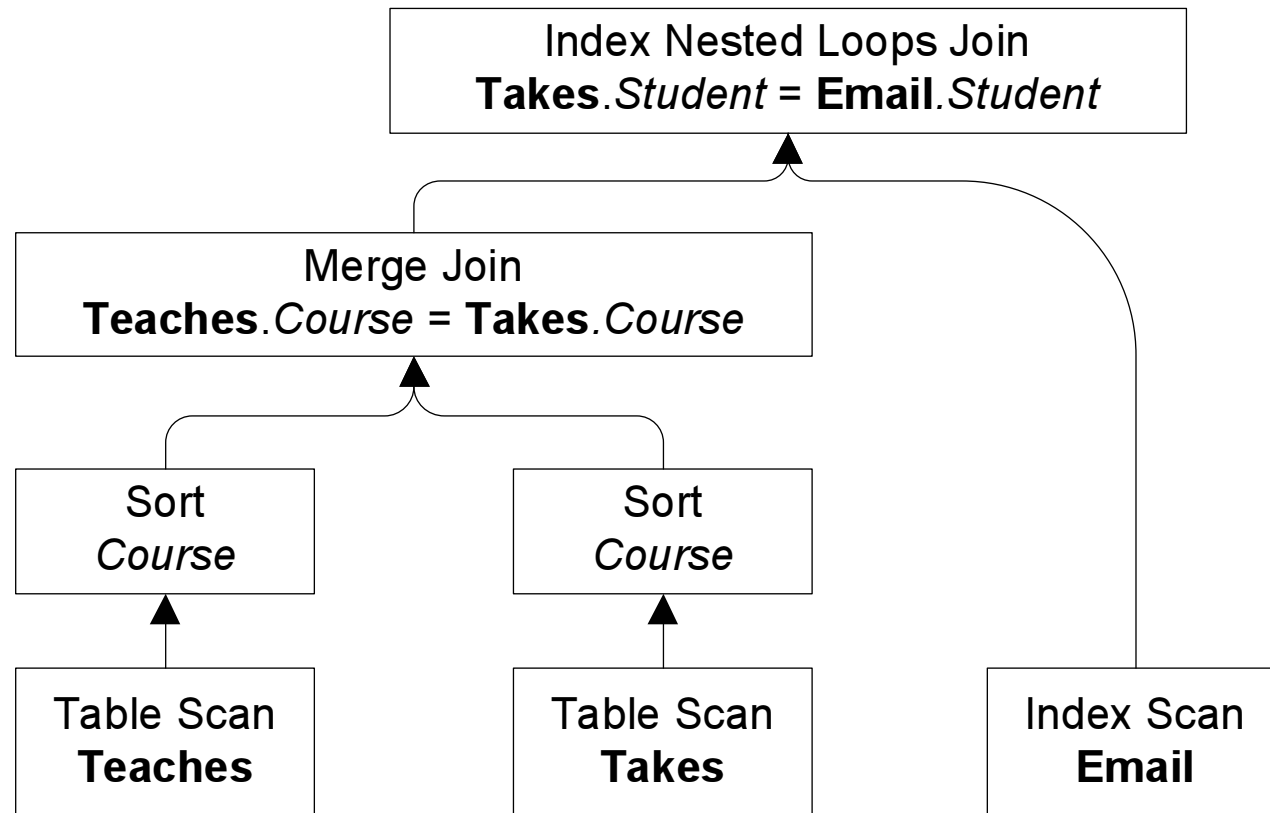 Index Nested Loops Join
Takes.Student = Email.Student
Merge Join
Teaches.Course = Takes.Course
Sort
Course
Sort
Course
Table Scan
Teaches
Table Scan
Takes
Index Scan
Email